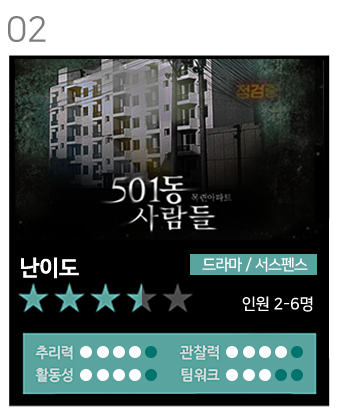 02
점검중
501동
목련아파트
사람들
난이도
드라마 / 서스펜스
인원 2-6명
추리력
관찰력
활동성
팀워크